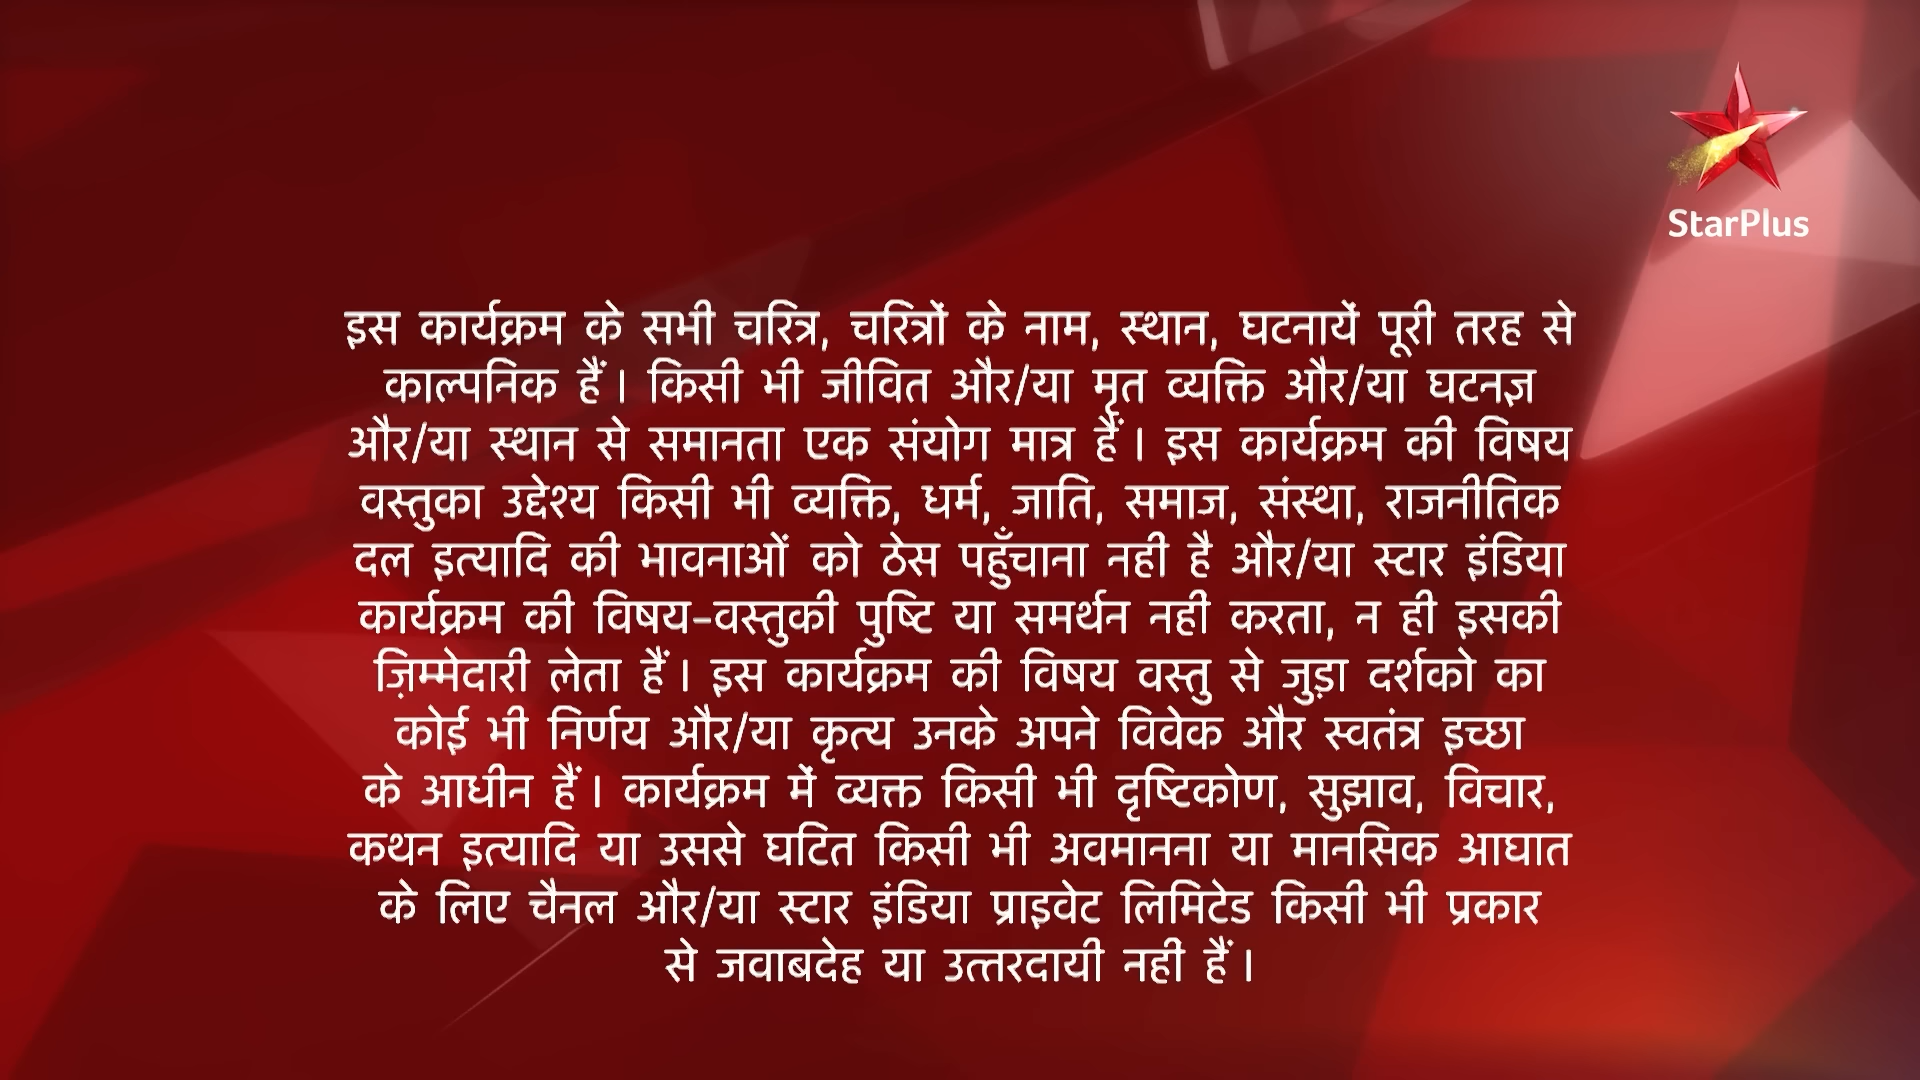 StarPlus
इस कार्यक्रम के सभी चरित्र, चरित्रों के नाम, स्थान, घटनायें पूरी तरह से
काल्पनिक हैं। किसी भी जीवित और/या मृत व्यक्ति और/या घटनज्ञ
और/या स्थान से समानता एक संयोग मात्र हैं। इस कार्यक्रम की विषय
वस्तुका उद्देश्य किसी भी व्यक्ति, धर्म, जाति, समाज, संस्था, राजनीतिक
दल इत्यादि की भावनाओं को ठेस पहुँचाना नही है और/या स्टार इंडिया
कार्यक्रम की विषय-वस्तुकी पुष्टि या समर्थन नही करता, न ही इसकी
ज़िम्मेदारी लेता हैं। इस कार्यक्रम की विषय वस्तु से जुड़ा दर्शको का
कोई भी निर्णय और/या कृत्य उनके अपने विवेक और स्वतंत्र इच्छा
के आधीन हैं। कार्यक्रम में व्यक्त किसी भी दृष्टिकोण, सुझाव, विचार,
कथन इत्यादि या उससे घटित किसी भी अवमानना या मानसिक आघात
के लिए चैनल और/या स्टार इंडिया प्राइवेट लिमिटेड किसी भी प्रकार
से जवाबदेह या उत्तरदायी नही हैं।